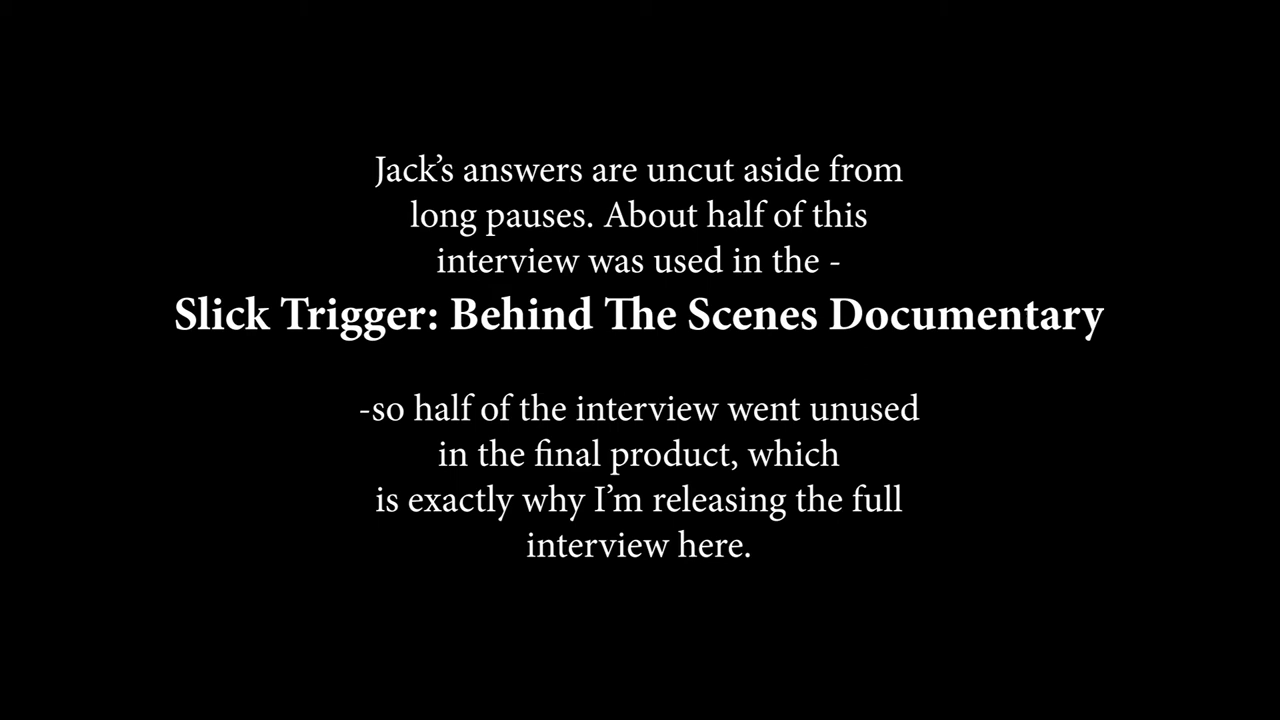 Jack’s answers are uncut aside from
long pauses. About half of this
interview was used in the -
Slick Trigger: Behind The Scenes Documentary
-so half of the interview went unused
in the final product, which
is exactly why I’m releasing the full
interview here.